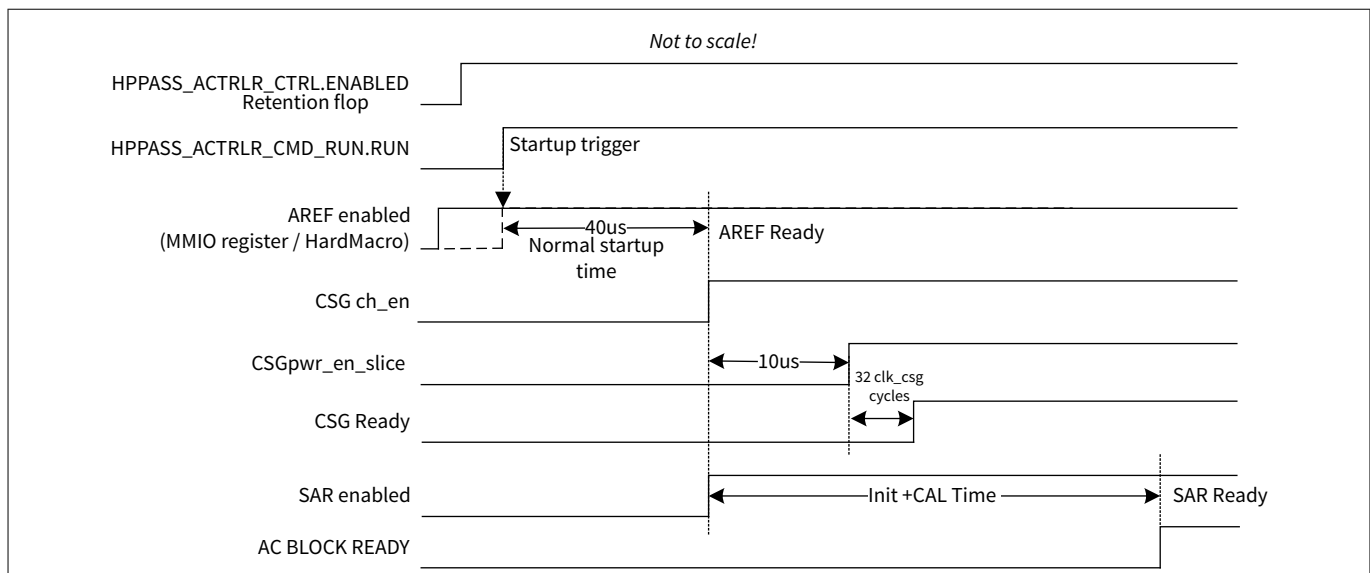 Not to scale!
HPPASS_ACTRLR_CTRL.ENABLED
Retention flop
HPPASS_ACTRLR_CMD_RUN.RUN
Startup trigger
AREF enabled
(MMIO register / HardMacro)
40us
Normal startup
time
AREF Ready
CSG ch_en
CSGpwr_en_slice
10us
32 clk_csg
cycles
CSG Ready
SAR enabled
Init +CAL Time
SAR Ready
AC BLOCK READY